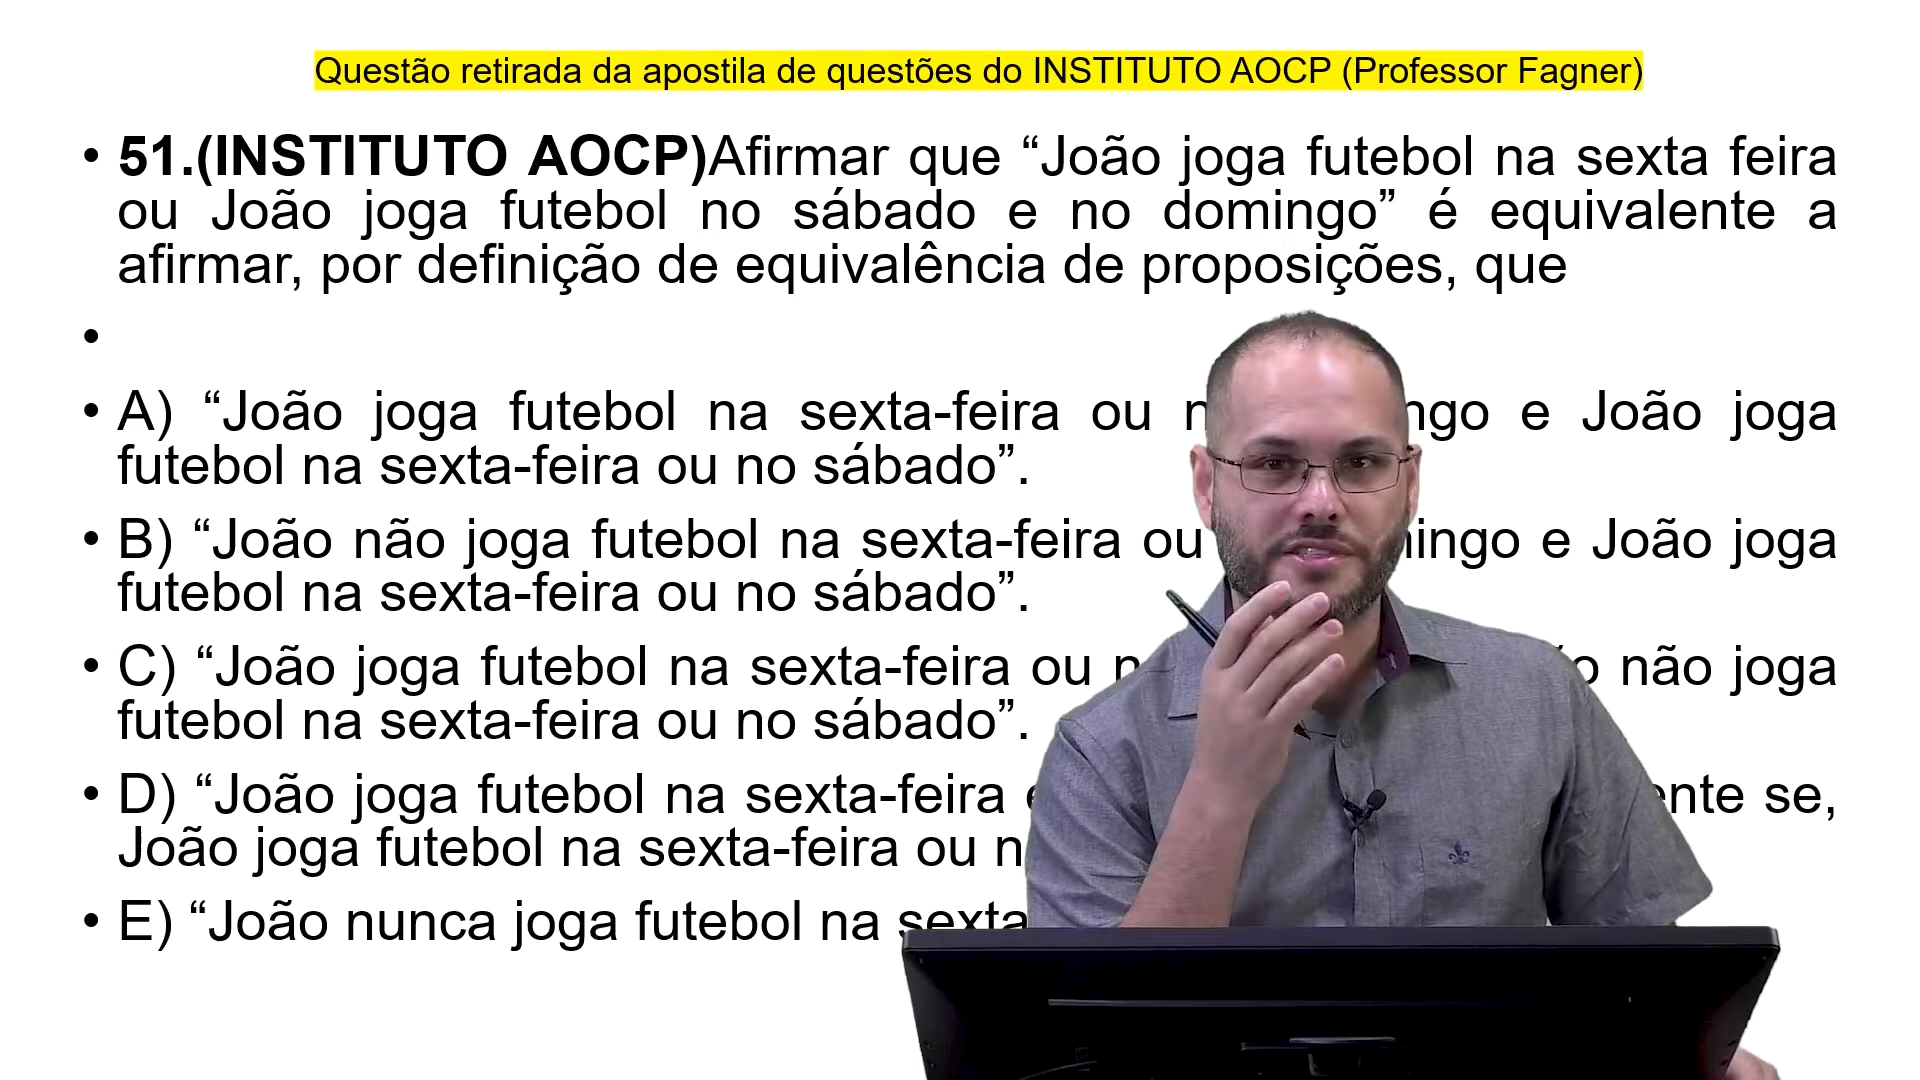 Questão retirada da apostila de questões do INSTITUTO AOCP (Professor Fagner)
• 51.(INSTITUTO AOCP)Afirmar que “João joga futebol na sexta feira
ou João joga futebol no sábado e no domingo” é equivalente a
afirmar, por definição de equivalência de proposições, que
•
• A) “João joga futebol na sexta-feira ou e João joga
futebol na sexta-feira ou no sábado”.
• B) “João não joga futebol na sexta-feira ou e João joga
futebol na sexta-feira ou no sábado”.
• C) “João joga futebol na sexta-feira ou não joga
futebol na sexta-feira ou no sábado”.
• D) “João joga futebol na sexta-feira se,
João joga futebol na sexta-feira ou
• E) “João nunca joga futebol na sexta